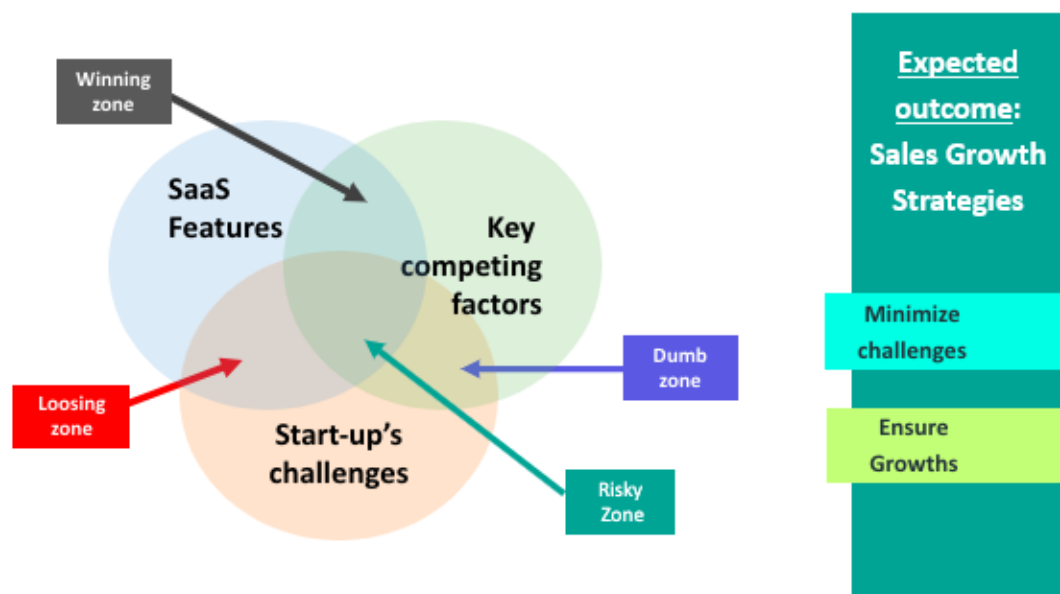 Winning
zone
SaaS
Features
Key
competing
factors
Loosing
zone
Dumb
zone
Start-up's
challenges
Risky
Zone
Expected
outcome:
Sales Growth
Strategies
Minimize
challenges
Ensure
Growths